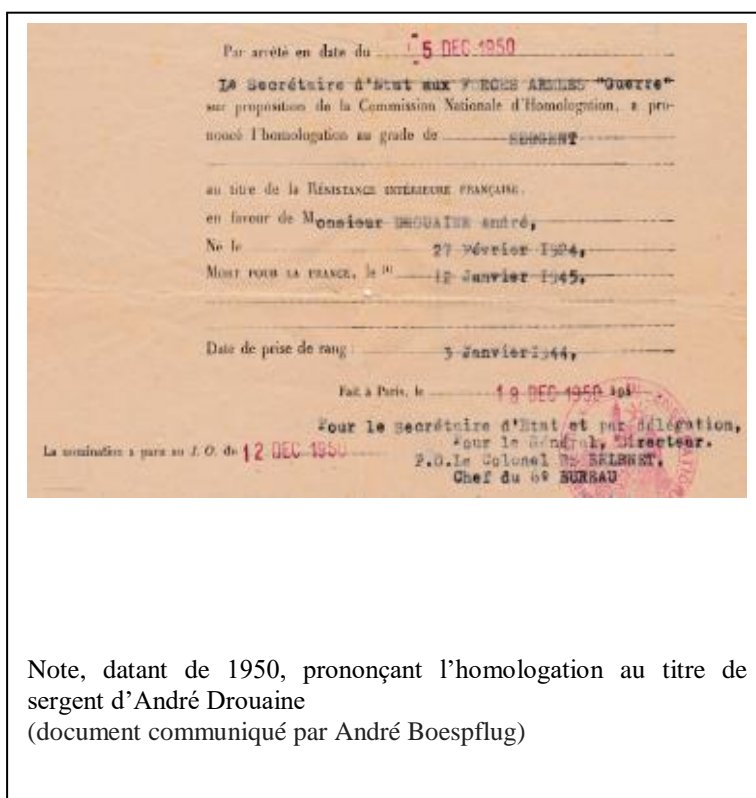 Par arrêté en date du 5 DEC 1950
Le Secrétaire d'Etat aux FORCES ARMEES "Guerre"
sur proposition de la Commission Nationale d'Homologation, a pro-
noncé l'homologation au grade de SERGENT
au titre de la RÉSISTANCE INTÉRIEURE FRANÇAISE.
en faveur de Monsieur DROUAINE André,
Né le 27 Février 1924,
MORT POUR LA FRANCE, le 12 Janvier 1945.
Date de prise de rang : 3 Janvier 1944,
Fait à Paris, le 19 DEC 1950
Pour le Secrétaire d'Etat et par délégation,
Pour le Général, Directeur.
La nomination a paru au J. O. du 12 DEC 1950
P.O. Le Colonel
Chef du 6º BUREAU
Note, datant de 1950, prononçant l'homologation au titre de
sergent d'André Drouaine
(document communiqué par André Boespflug)